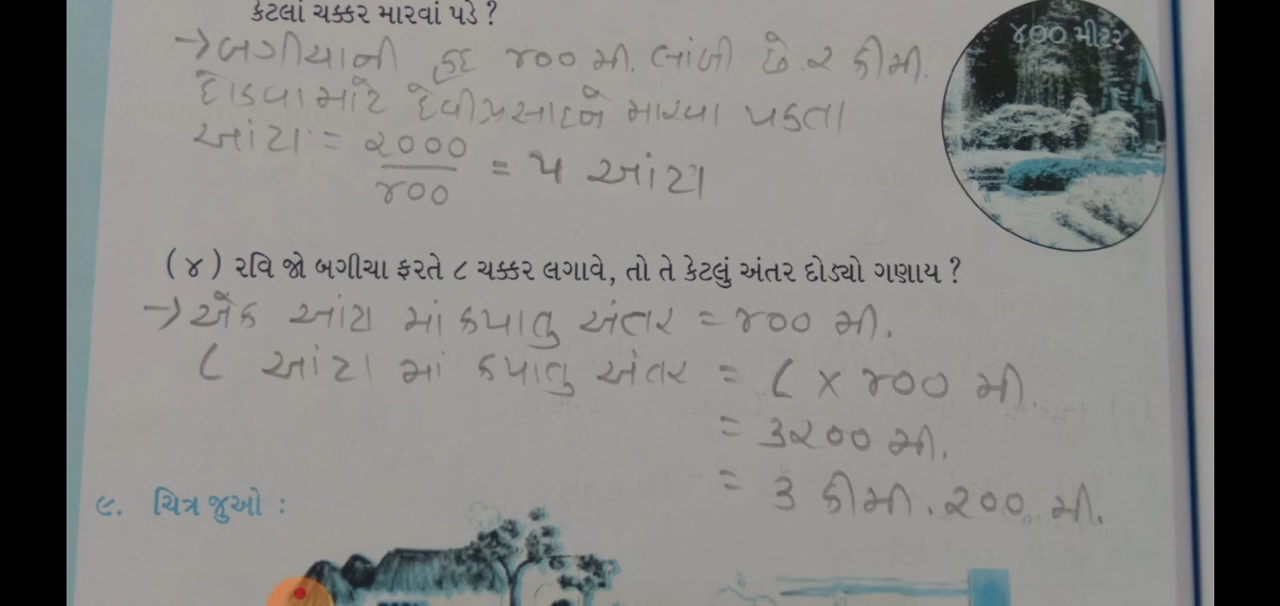 કેટલાં ચક્કર મારવાં પડે ?
→ બગીચાની હદ ૪૦૦ મી. લાંબી છે. ૨ કીમી.
દોડવા માટે દેવીપ્રસાદને મારવા પડતા
આંટા = ૨૦૦૦
૪૦૦
= ૫ આંટા
૪૦૦ મીટર
(૪) રવિ જો બગીચા ફરતે ૮ ચક્કર લગાવે, તો તે કેટલું અંતર દોડ્યો ગણાય ?
→ એક આંટા માં કપાતુ અંતર = ૪૦૦ મી.
૮ આંટા માં કપાતુ અંતર = ૮ × ૪૦૦ મી.
= ૩૨૦૦ મી.
= ૩ કીમી. ૨૦૦ મી.
૯. ચિત્ર જુઓ :